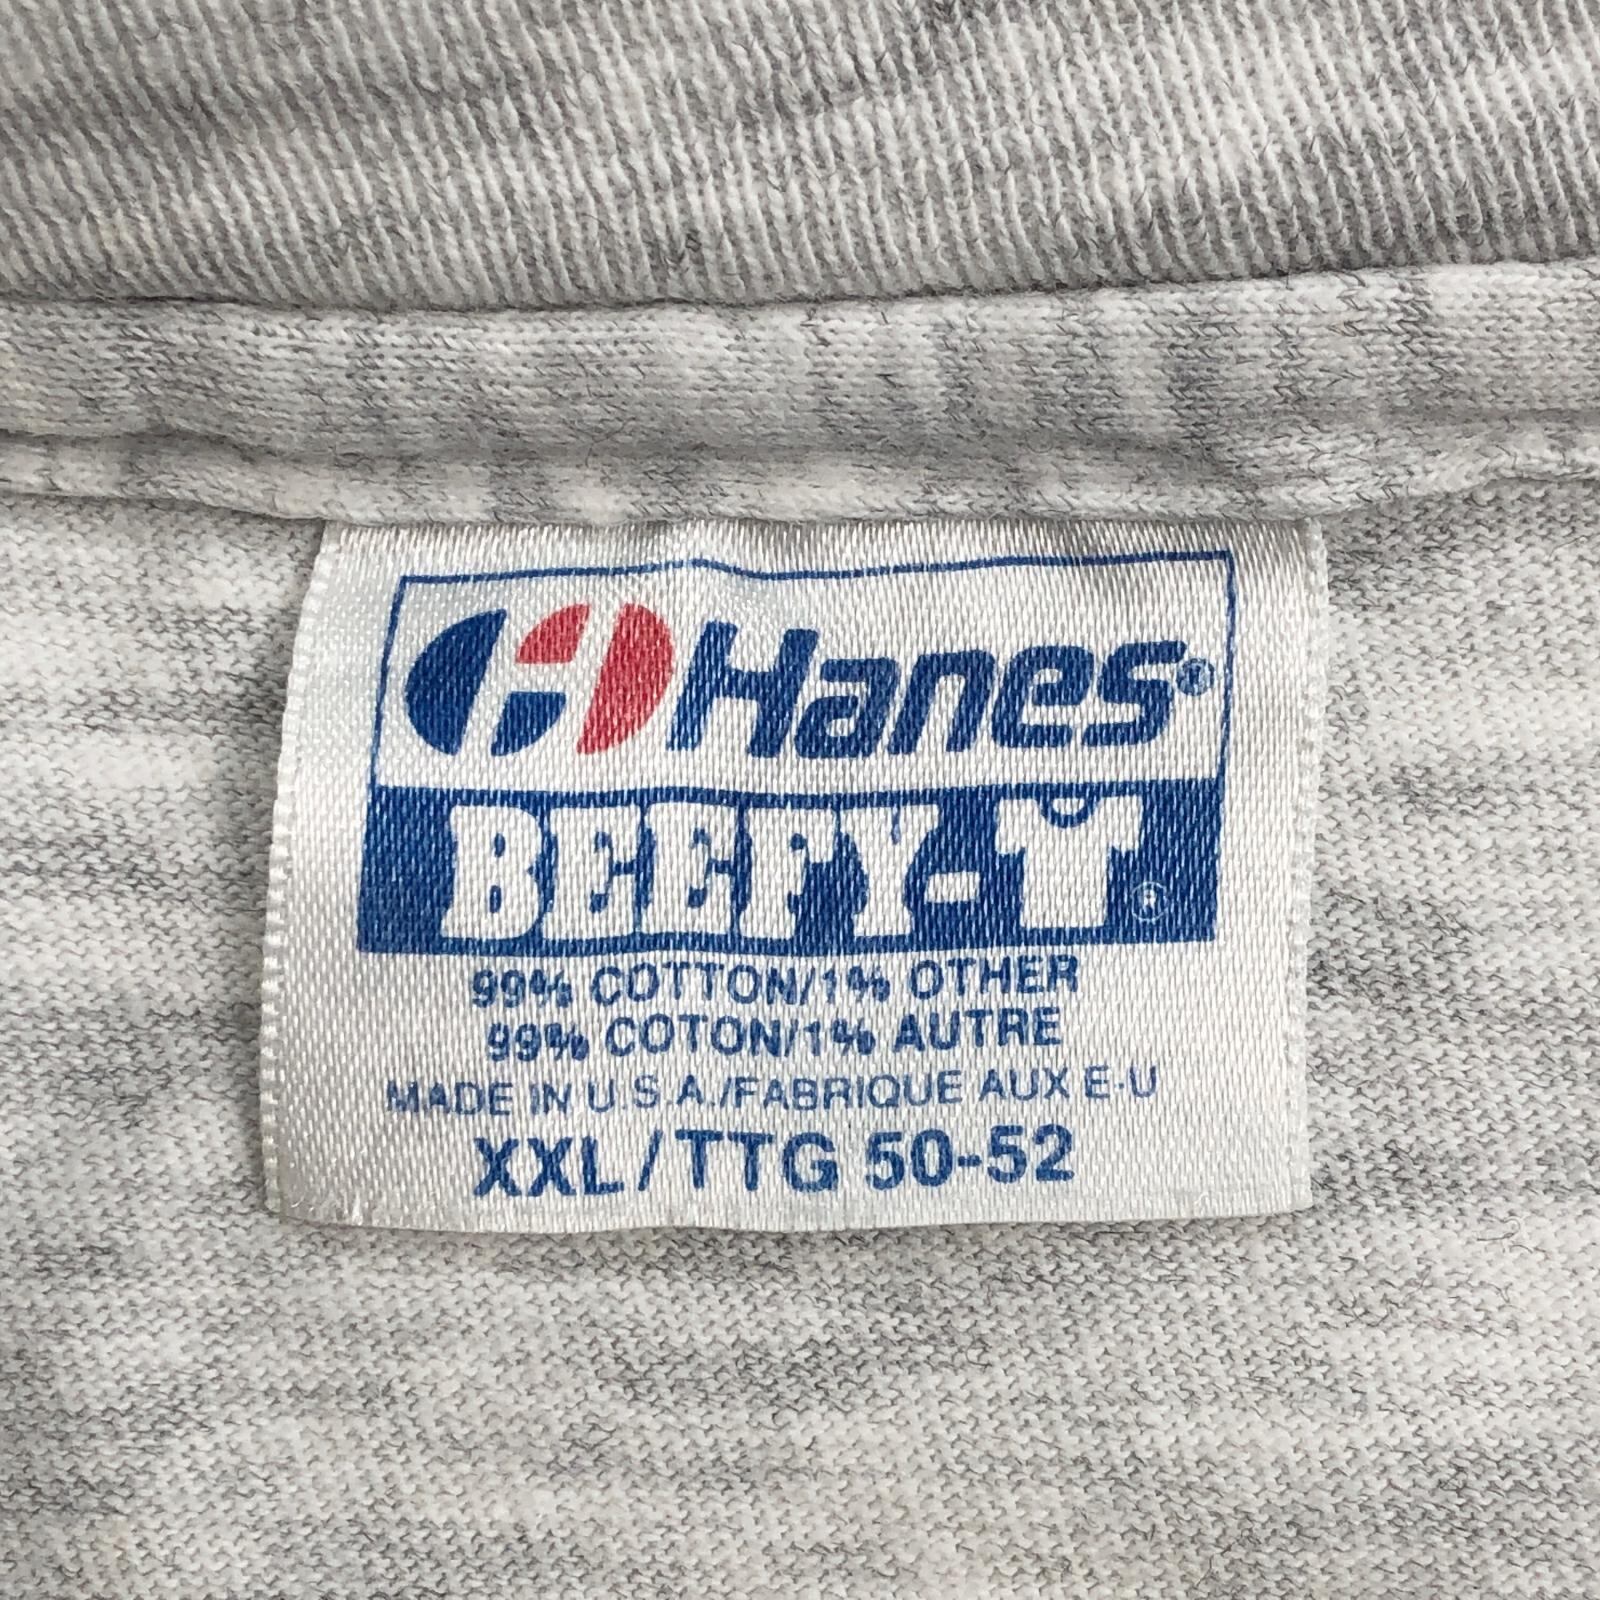 Hanes®
BEEFY-T®
99% COTTON/1% OTHER
99% COTON/1% AUTRE
MADE IN U.S.A./FABRIQUE AUX E-U
XXL/TTG 50-52